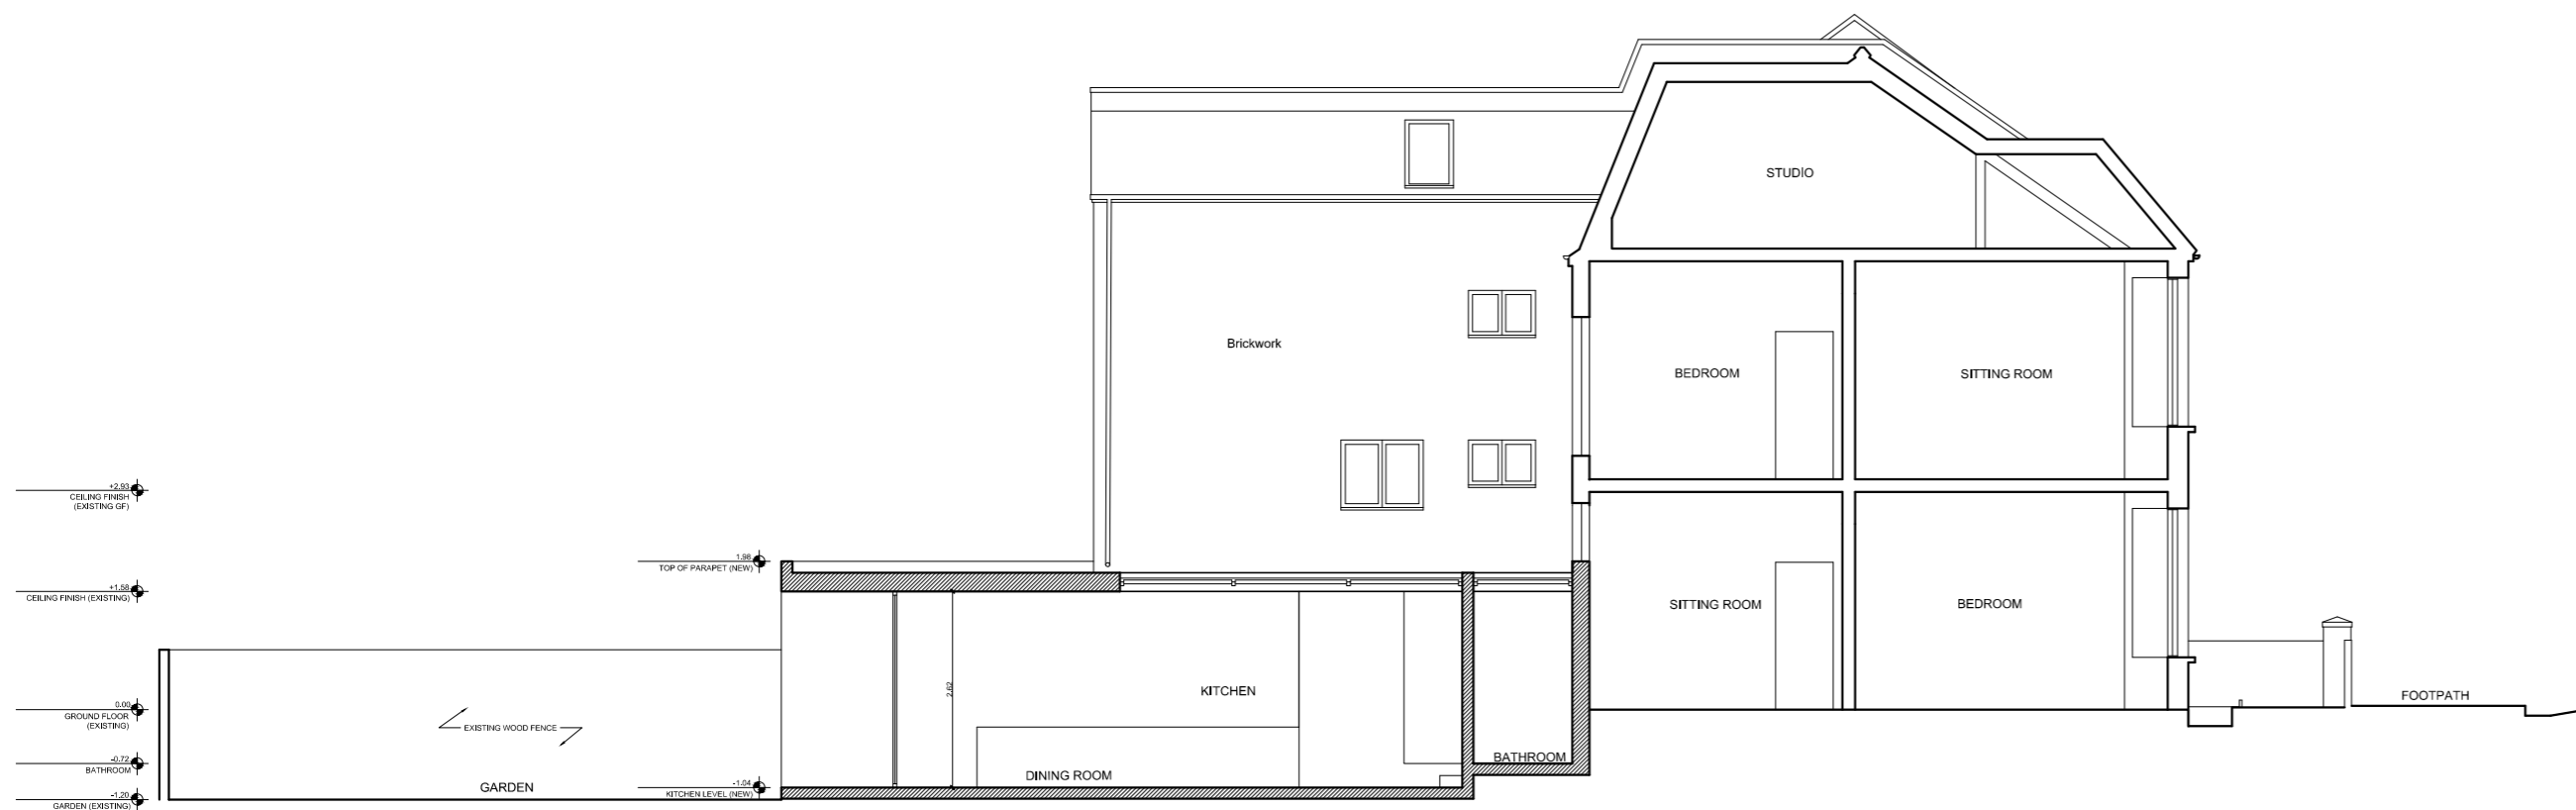 STUDIO
Brickwork
BEDROOM
SITTING ROOM
+2.93
CEILING FINISH
(EXISTING GF)
1.98
TOP OF PARAPET (NEW)
+1.58
CEILING FINISH (EXISTING)
SITTING ROOM
BEDROOM
2.62
KITCHEN
FOOTPATH
0.00
GROUND FLOOR
(EXISTING)
EXISTING WOOD FENCE
-0.72
BATHROOM
BATHROOM
DINING ROOM
GARDEN
-1.04
KITCHEN LEVEL (NEW)
-1.20
GARDEN (EXISTING)